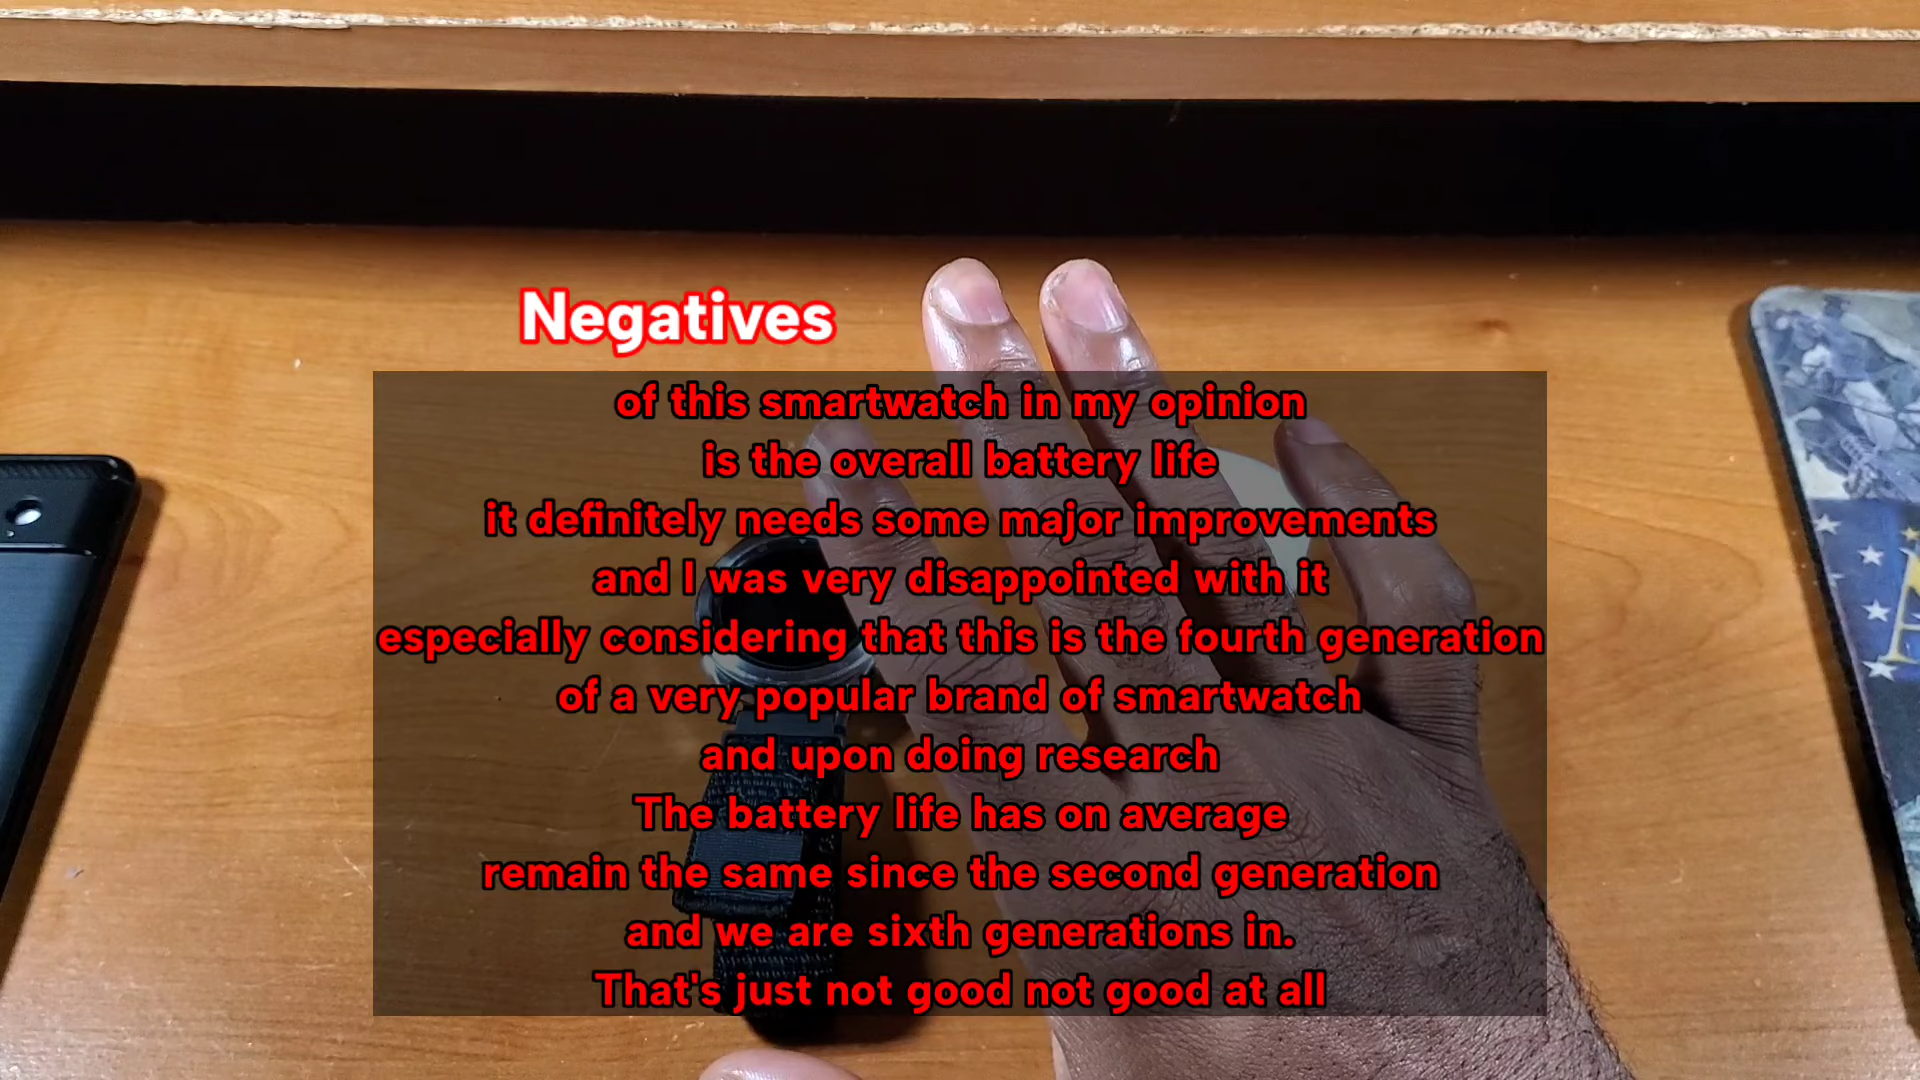 Negatives
of this smartwatch in my opinion
is the overall battery life
it definitely needs some major improvements
and I was very disappointed with it
especially considering that this is the fourth generation
of a very popular brand of smartwatch
and upon doing research
The battery life has on average
remain the same since the second generation
and we are sixth generations in.
That's just not good not good at all